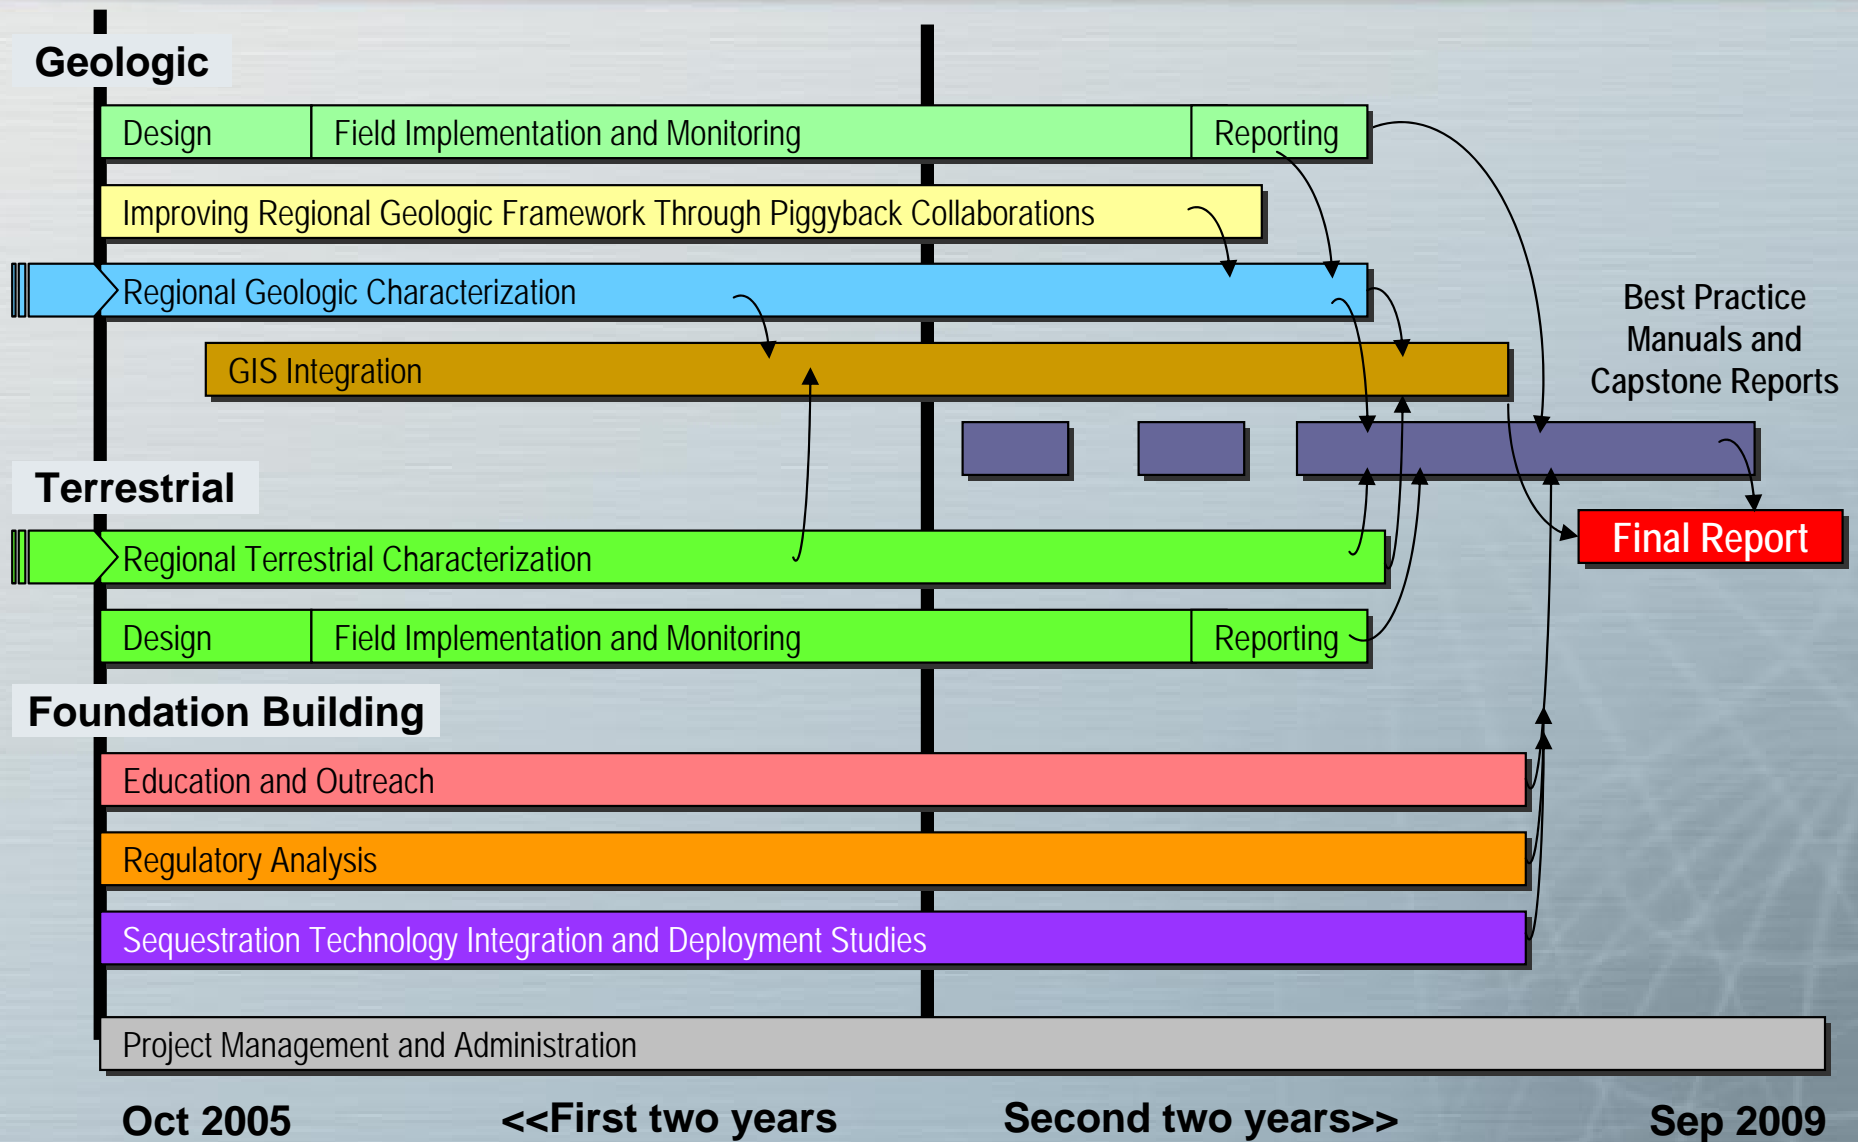 Geologic
Design
Field Implementation and Monitoring
Reporting
Improving Regional Geologic Framework Through Piggyback Collaborations
Regional Geologic Characterization
Best Practice
Manuals and
Capstone Reports
GIS Integration
Terrestrial
Final Report
Regional Terrestrial Characterization
Design
Field Implementation and Monitoring
Reporting
Foundation Building
Education and Outreach
Regulatory Analysis
Sequestration Technology Integration and Deployment Studies
Project Management and Administration
Oct 2005
<<First two years
Second two years>>
Sep 2009